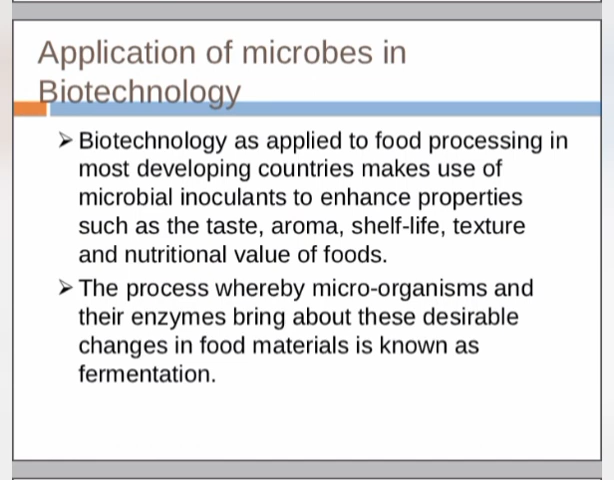 Application of microbes in
Biotechnology
➢ Biotechnology as applied to food processing in
most developing countries makes use of
microbial inoculants to enhance properties
such as the taste, aroma, shelf-life, texture
and nutritional value of foods.
➢ The process whereby micro-organisms and
their enzymes bring about these desirable
changes in food materials is known as
fermentation.